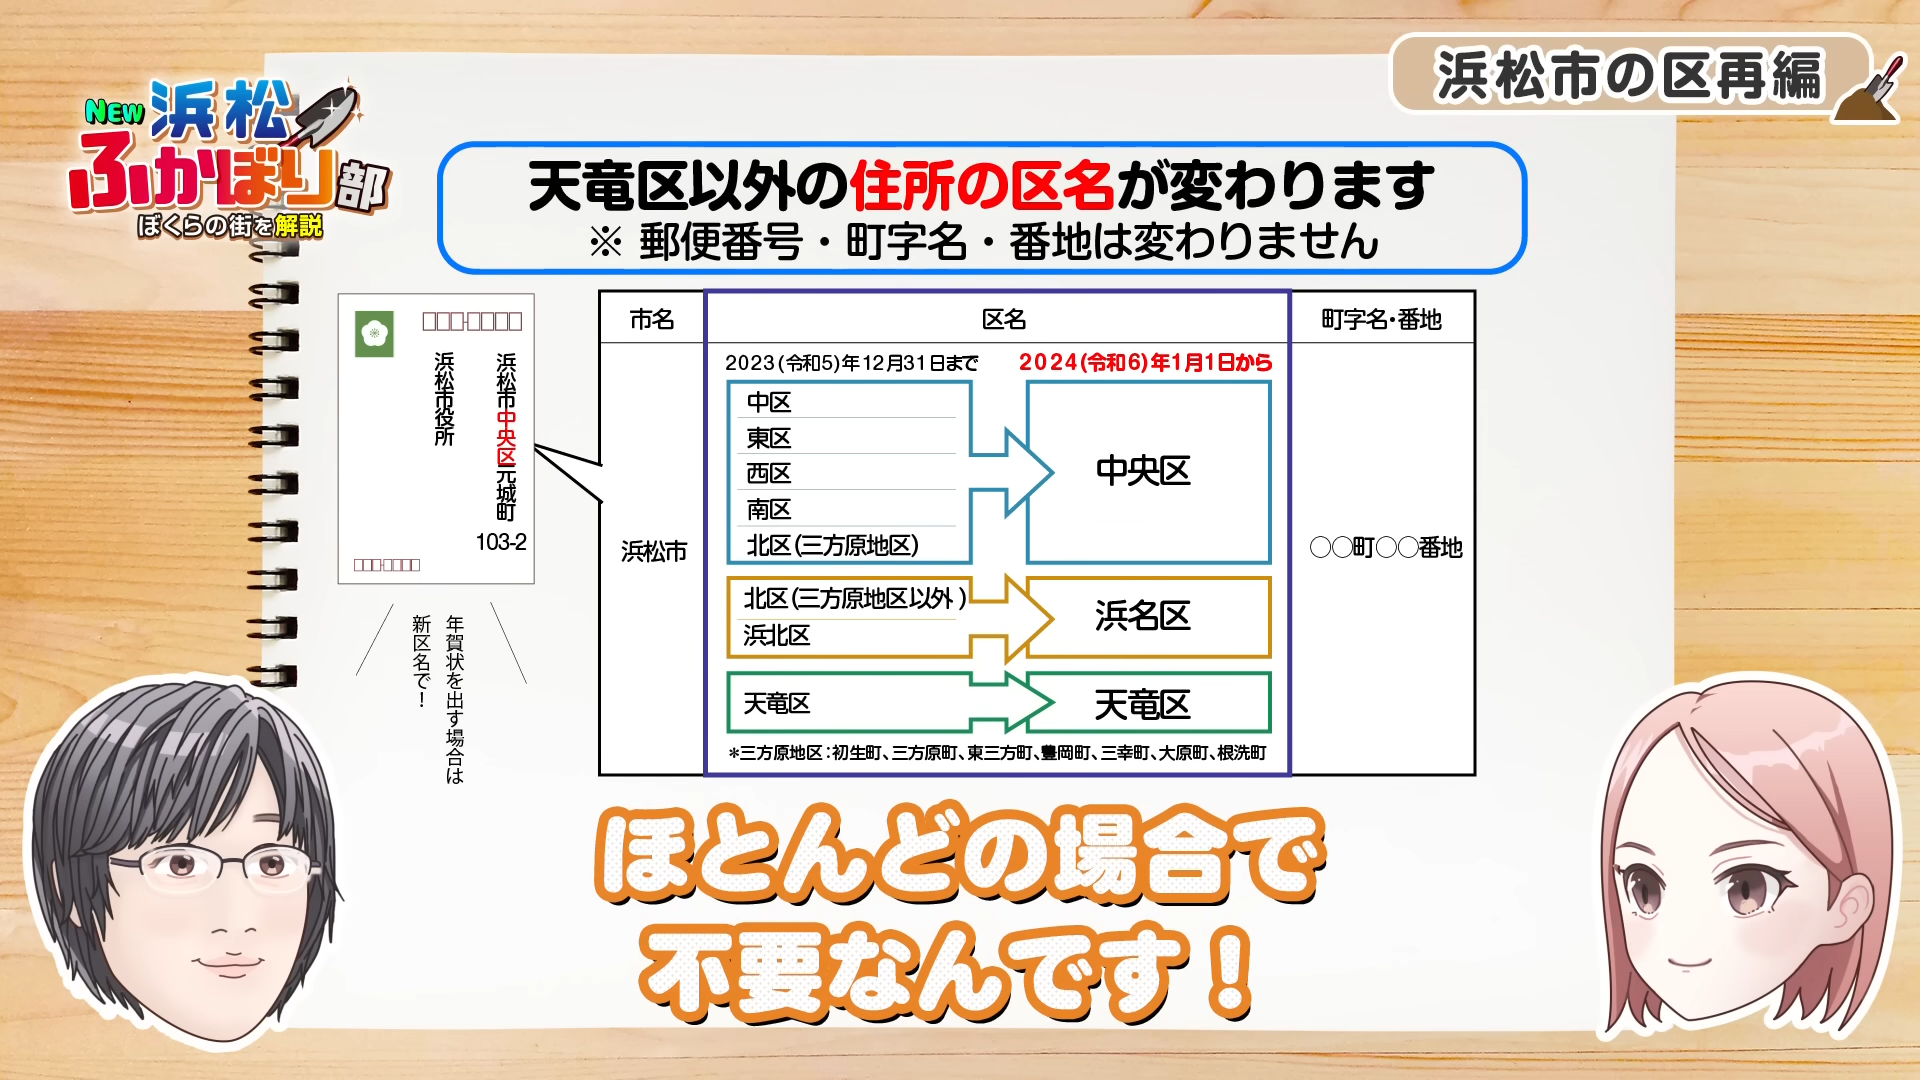 浜松市の区再編
NEW 浜松
ふかぼり部
ぼくらの街を解説
天竜区以外の住所の区名が変わります
※ 郵便番号・町字名・番地は変わりません
浜松市中央区元城町
103-2
浜松市役所
年賀状を出す場合は
新区名で！
市名
区名
町字名・番地
2023(令和5)年12月31日まで
2024(令和6)年1月1日から
中区
東区
西区
南区
北区(三方原地区)
中央区
浜松市
○○町○○番地
北区(三方原地区以外)
浜北区
浜名区
天竜区
天竜区
*三方原地区：初生町、三方原町、東三方町、豊岡町、三幸町、大原町、根洗町
ほとんどの場合で
不要なんです！